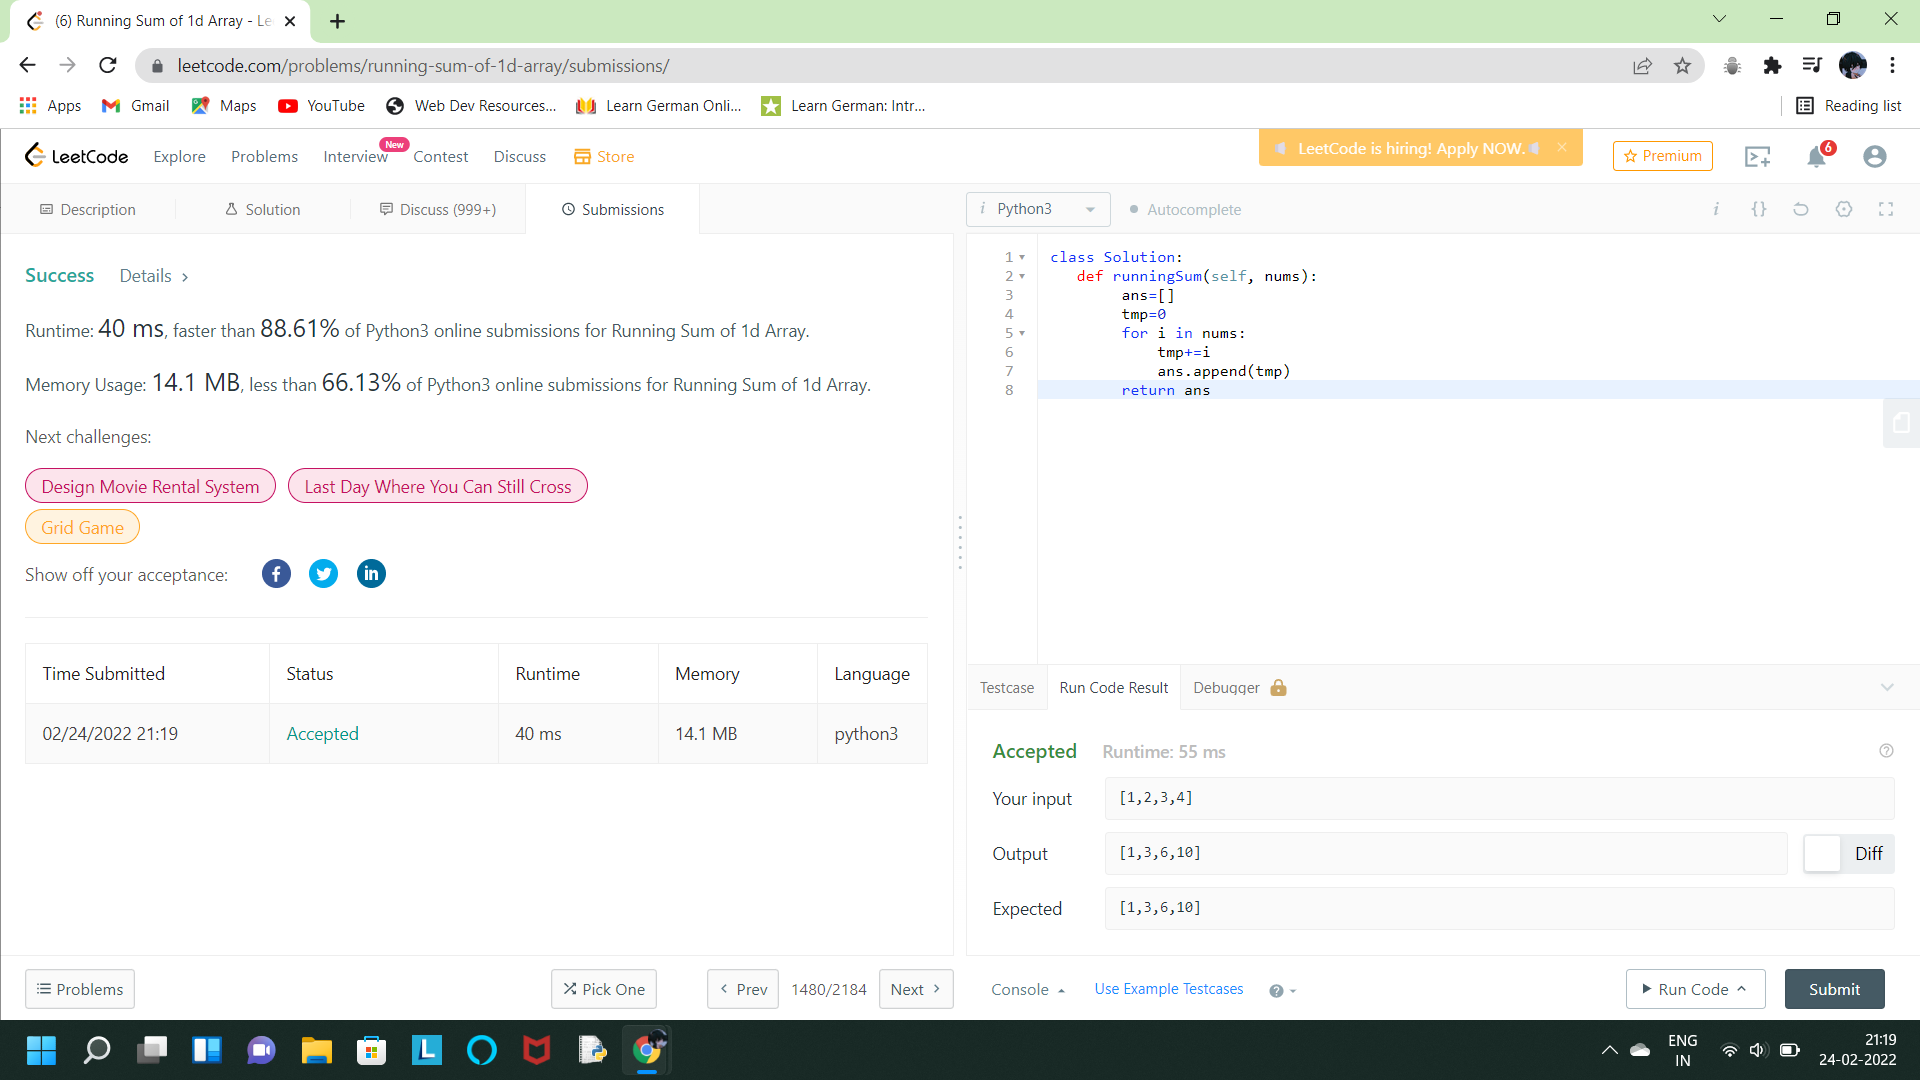 (6) Running Sum of 1d Array - Le
leetcode.com/problems/running-sum-of-1d-array/submissions/
Apps Gmail Maps YouTube Web Dev Resources... Learn German Onli... Learn German: Intr... Reading list
LeetCode Explore Problems Interview New Contest Discuss Store LeetCode is hiring! Apply NOW. Premium 6
Description Solution Discuss (999+) Submissions
i Python3 Autocomplete i {}
Success Details >
Runtime: 40 ms, faster than 88.61% of Python3 online submissions for Running Sum of 1d Array.
Memory Usage: 14.1 MB, less than 66.13% of Python3 online submissions for Running Sum of 1d Array.
Next challenges:
Design Movie Rental System Last Day Where You Can Still Cross
Grid Game
Show off your acceptance: f in
Time Submitted Status Runtime Memory Language
02/24/2022 21:19 Accepted 40 ms 14.1 MB python3
1 class Solution:
2 def runningSum(self, nums):
3 ans=[]
4 tmp=0
5 for i in nums:
6 tmp+=i
7 ans.append(tmp)
8 return ans
Testcase Run Code Result Debugger
Accepted Runtime: 55 ms
Your input [1,2,3,4]
Output [1,3,6,10] Diff
Expected [1,3,6,10]
Problems Pick One < Prev 1480/2184 Next > Console Use Example Testcases ? Run Code Submit
L ENG
IN
21:19
24-02-2022